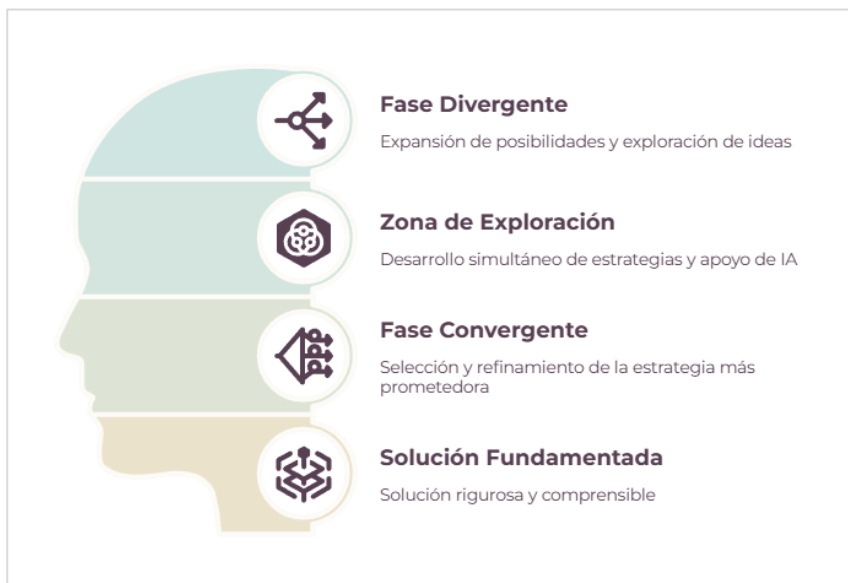 Fase Divergente
Expansión de posibilidades y exploración de ideas
Zona de Exploración
Desarrollo simultáneo de estrategias y apoyo de IA
Fase Convergente
Selección y refinamiento de la estrategia más
prometedora
Solución Fundamentada
Solución rigurosa y comprensible